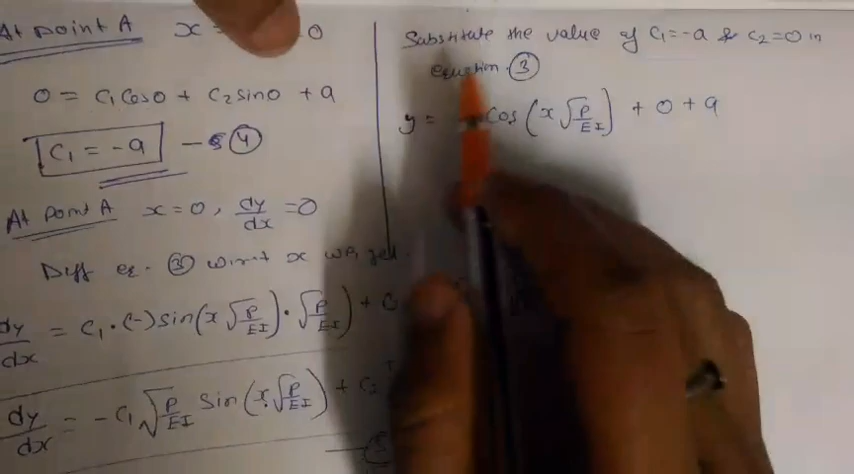 At point A x= 0
0 = C₁ Cos0 + C₂ sin0 + a
C₁ = -a — ④
At Point A x=0, dy/dx =0
Diff eq. ③ w.r.t x we get.
dy/dx = C₁·(-) sin(x √P/EI)·√P/EI) + C
dy/dx = -C₁ √P/EI Sin (x.√P/EI) + C₂
Substitute the value of C₁=-a & C₂=0 in
equation. ③
y = Cos (x √P/EI) + 0 + a